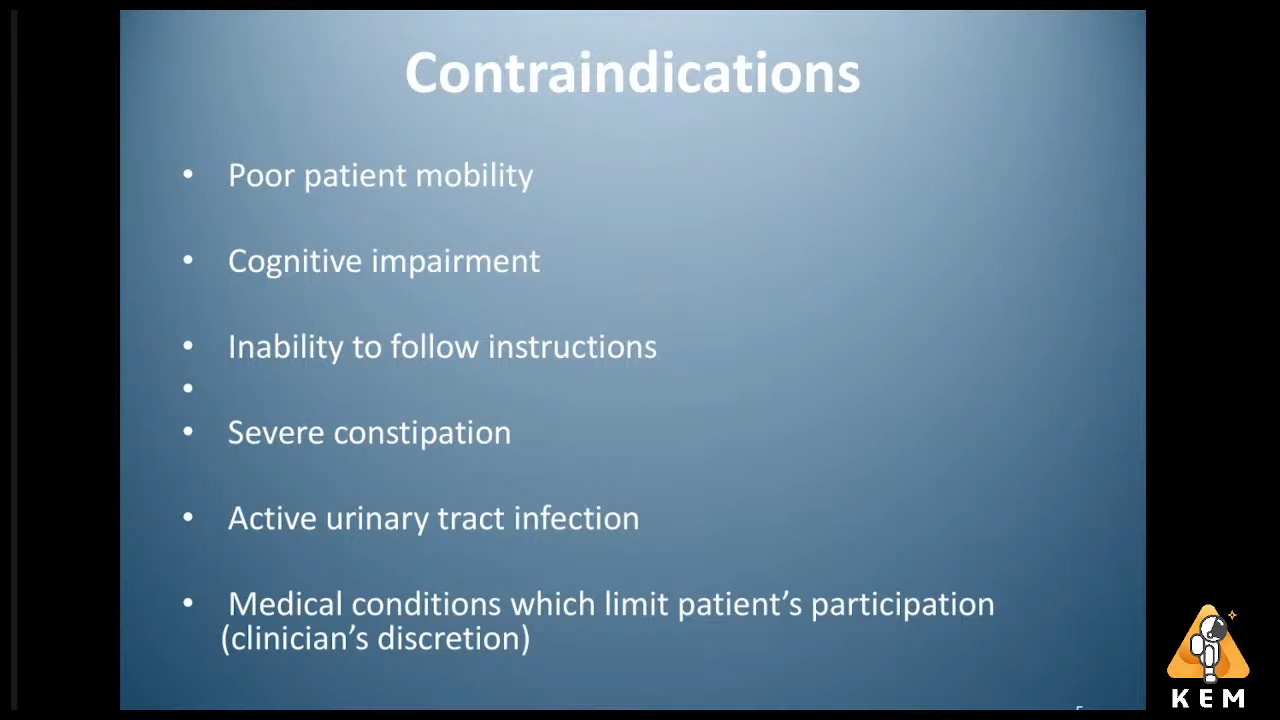 Contraindications
• Poor patient mobility
• Cognitive impairment
• Inability to follow instructions
•
• Severe constipation
• Active urinary tract infection
• Medical conditions which limit patient’s participation
(clinician’s discretion)
KEM